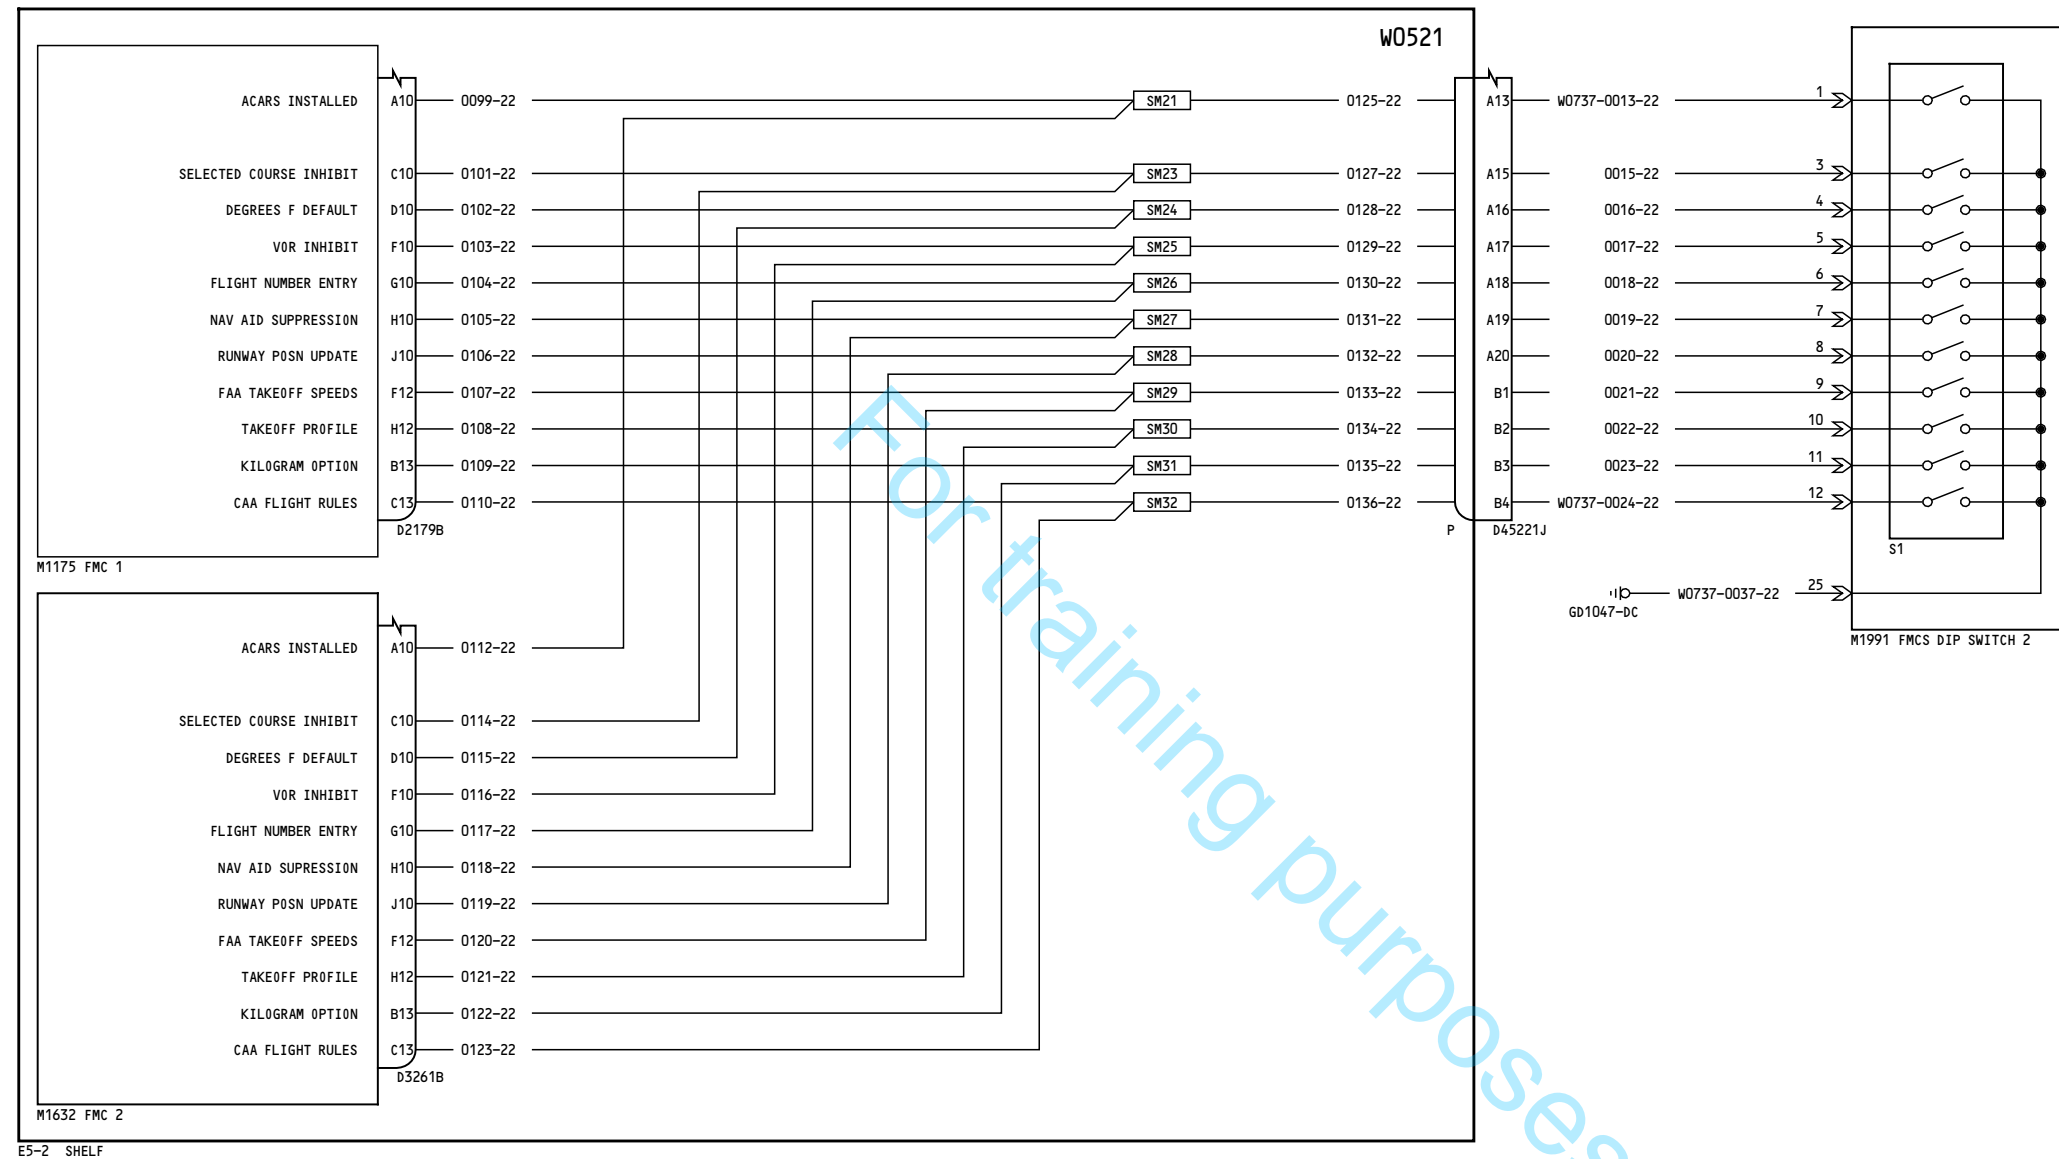 W0521
ACARS INSTALLED A10 0099-22 SM21 0125-22 A13 W0737-0013-22 1
SELECTED COURSE INHIBIT C10 0101-22 SM23 0127-22 A15 0015-22 3
DEGREES F DEFAULT D10 0102-22 SM24 0128-22 A16 0016-22 4
VOR INHIBIT F10 0103-22 SM25 0129-22 A17 0017-22 5
FLIGHT NUMBER ENTRY G10 0104-22 SM26 0130-22 A18 0018-22 6
NAV AID SUPPRESSION H10 0105-22 SM27 0131-22 A19 0019-22 7
RUNWAY POSN UPDATE J10 0106-22 SM28 0132-22 A20 0020-22 8
FAA TAKEOFF SPEEDS F12 0107-22 SM29 0133-22 B1 0021-22 9
TAKEOFF PROFILE H12 0108-22 SM30 0134-22 B2 0022-22 10
KILOGRAM OPTION B13 0109-22 SM31 0135-22 B3 0023-22 11
CAA FLIGHT RULES C13 0110-22 SM32 0136-22 B4 W0737-0024-22 12
D2179B P D45221J
S1
M1175 FMC 1
W0737-0037-22 25
GD1047-DC
M1991 FMCS DIP SWITCH 2
ACARS INSTALLED A10 0112-22
SELECTED COURSE INHIBIT C10 0114-22
DEGREES F DEFAULT D10 0115-22
VOR INHIBIT F10 0116-22
FLIGHT NUMBER ENTRY G10 0117-22
NAV AID SUPRESSION H10 0118-22
RUNWAY POSN UPDATE J10 0119-22
FAA TAKEOFF SPEEDS F12 0120-22
TAKEOFF PROFILE H12 0121-22
KILOGRAM OPTION B13 0122-22
CAA FLIGHT RULES C13 0123-22
D3261B
M1632 FMC 2
E5-2 SHELF
For training purposes